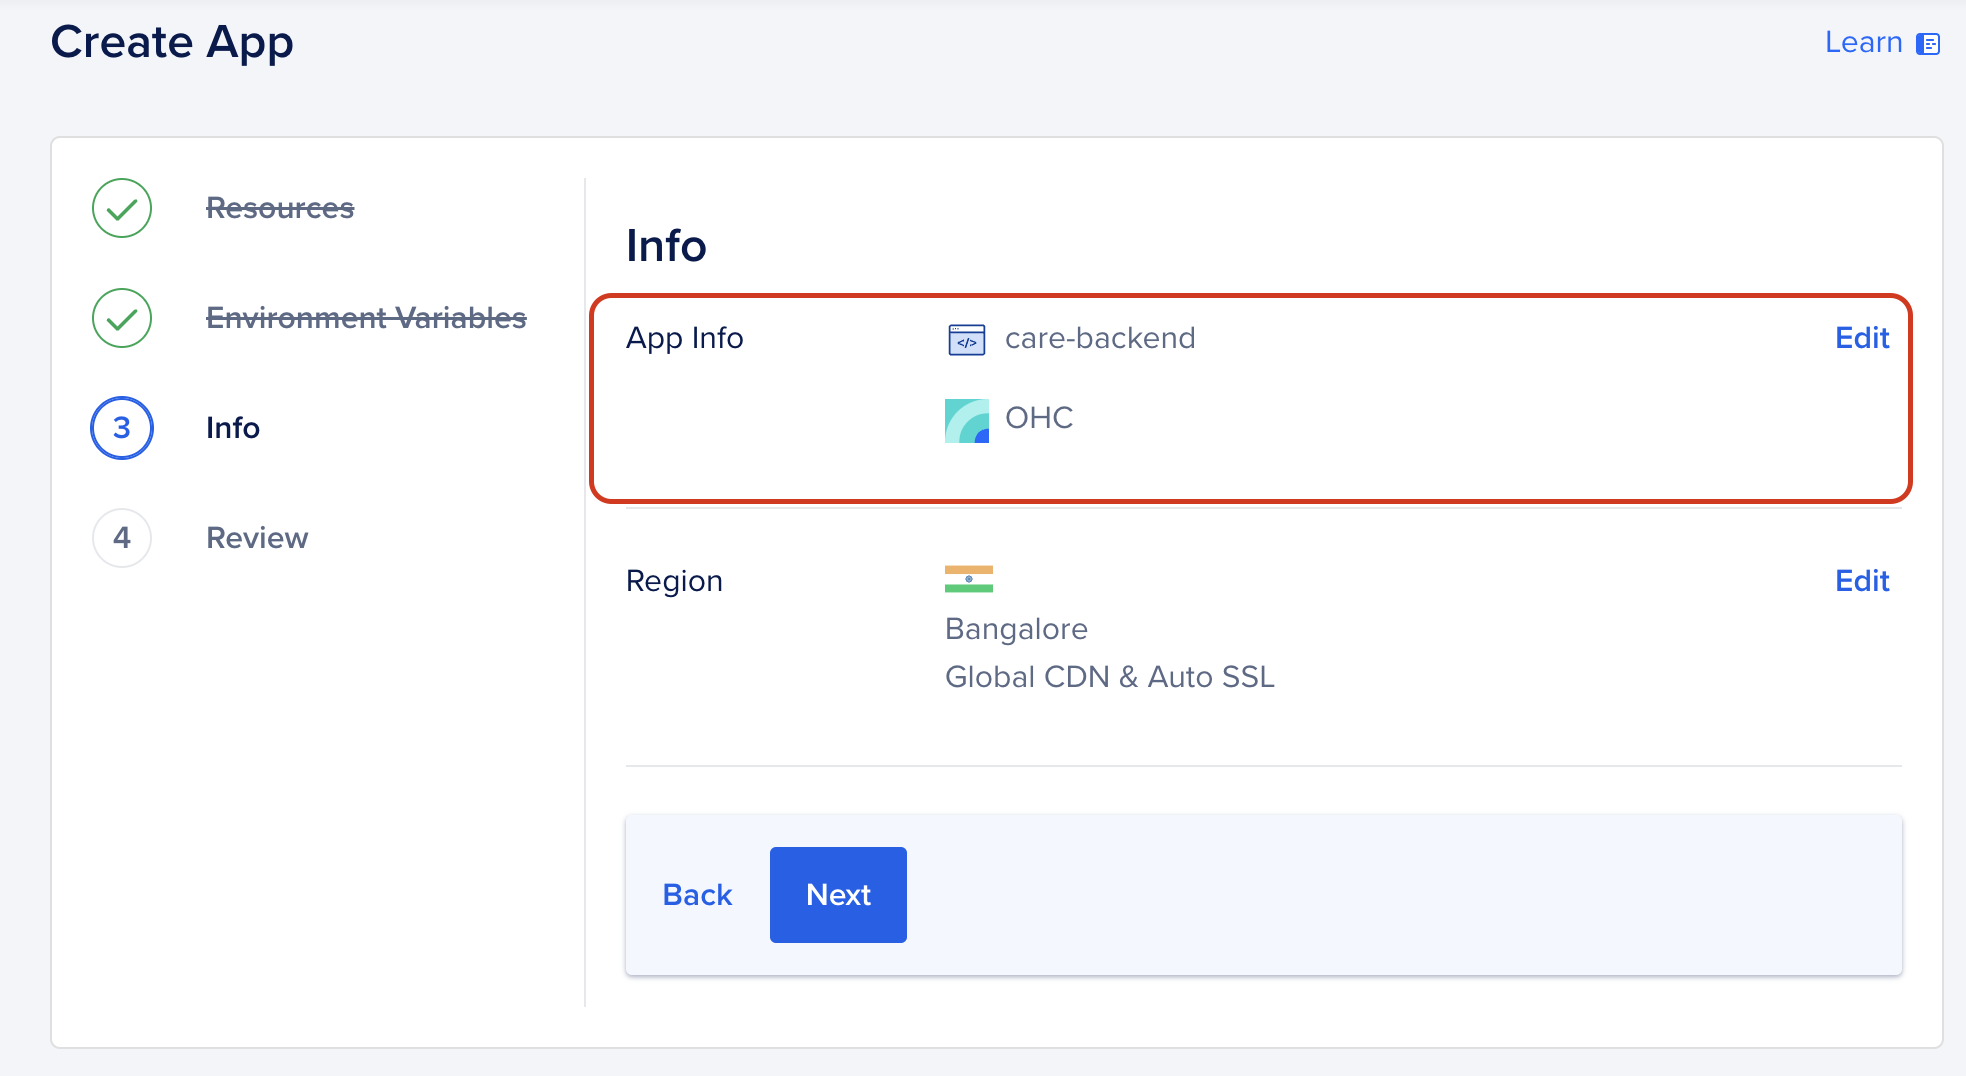 Create App
Learn
Resources
Environment Variables
3 Info
4 Review
Info
App Info
</> care-backend
Edit
OHC
Region
Edit
Bangalore
Global CDN & Auto SSL
Back
Next